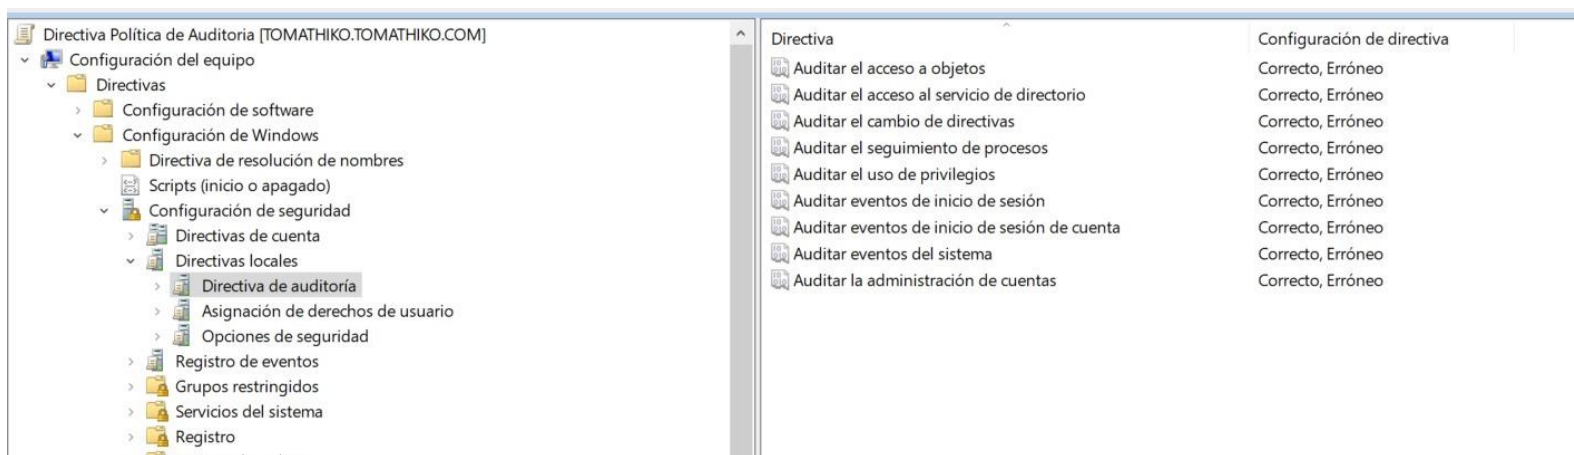 Directiva Política de Auditoria [TOMATHIKO.TOMATHIKO.COM]
Configuración del equipo
Directivas
Configuración de software
Configuración de Windows
Directiva de resolución de nombres
Scripts (inicio o apagado)
Configuración de seguridad
Directivas de cuenta
Directivas locales
Directiva de auditoría
Asignación de derechos de usuario
Opciones de seguridad
Registro de eventos
Grupos restringidos
Servicios del sistema
Registro
Directiva Configuración de directiva
Auditar el acceso a objetos Correcto, Erróneo
Auditar el acceso al servicio de directorio Correcto, Erróneo
Auditar el cambio de directivas Correcto, Erróneo
Auditar el seguimiento de procesos Correcto, Erróneo
Auditar el uso de privilegios Correcto, Erróneo
Auditar eventos de inicio de sesión Correcto, Erróneo
Auditar eventos de inicio de sesión de cuenta Correcto, Erróneo
Auditar eventos del sistema Correcto, Erróneo
Auditar la administración de cuentas Correcto, Erróneo